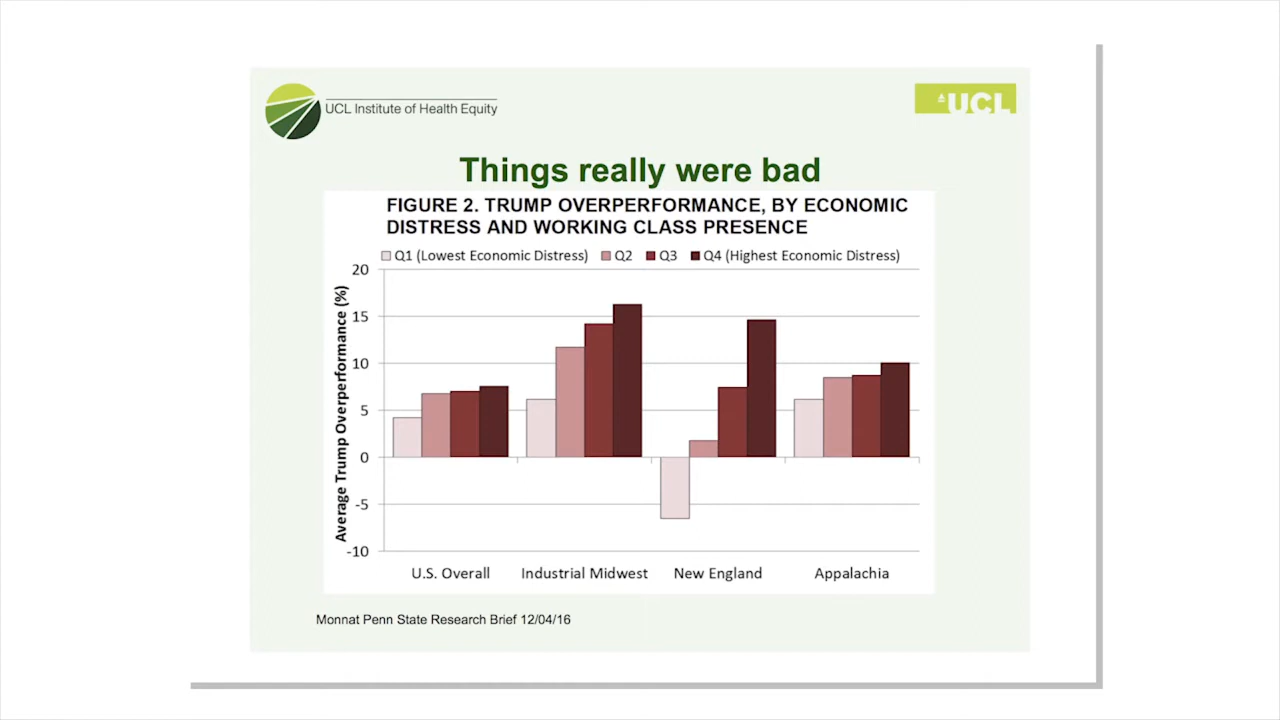 UCL Institute of Health Equity
UCL
Things really were bad
FIGURE 2. TRUMP OVERPERFORMANCE, BY ECONOMIC
DISTRESS AND WORKING CLASS PRESENCE
Q1 (Lowest Economic Distress) Q2 Q3 Q4 (Highest Economic Distress)
Average Trump Overperformance (%)
20
15
10
5
0
-5
-10
U.S. Overall Industrial Midwest New England Appalachia
Monnat Penn State Research Brief 12/04/16